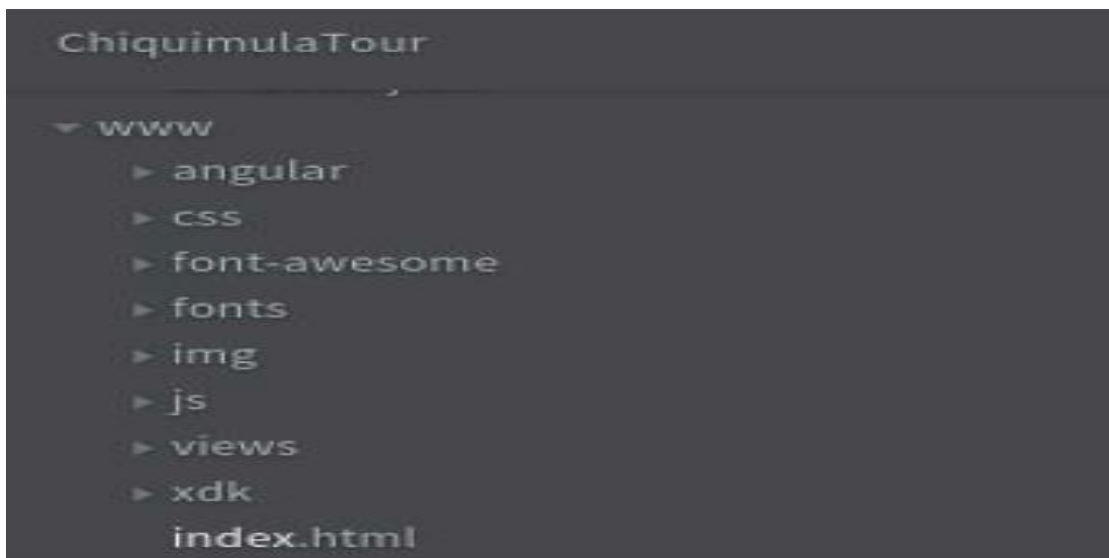 ChiquimulaTour
www
angular
css
font-awesome
fonts
img
js
views
xdk
index.html